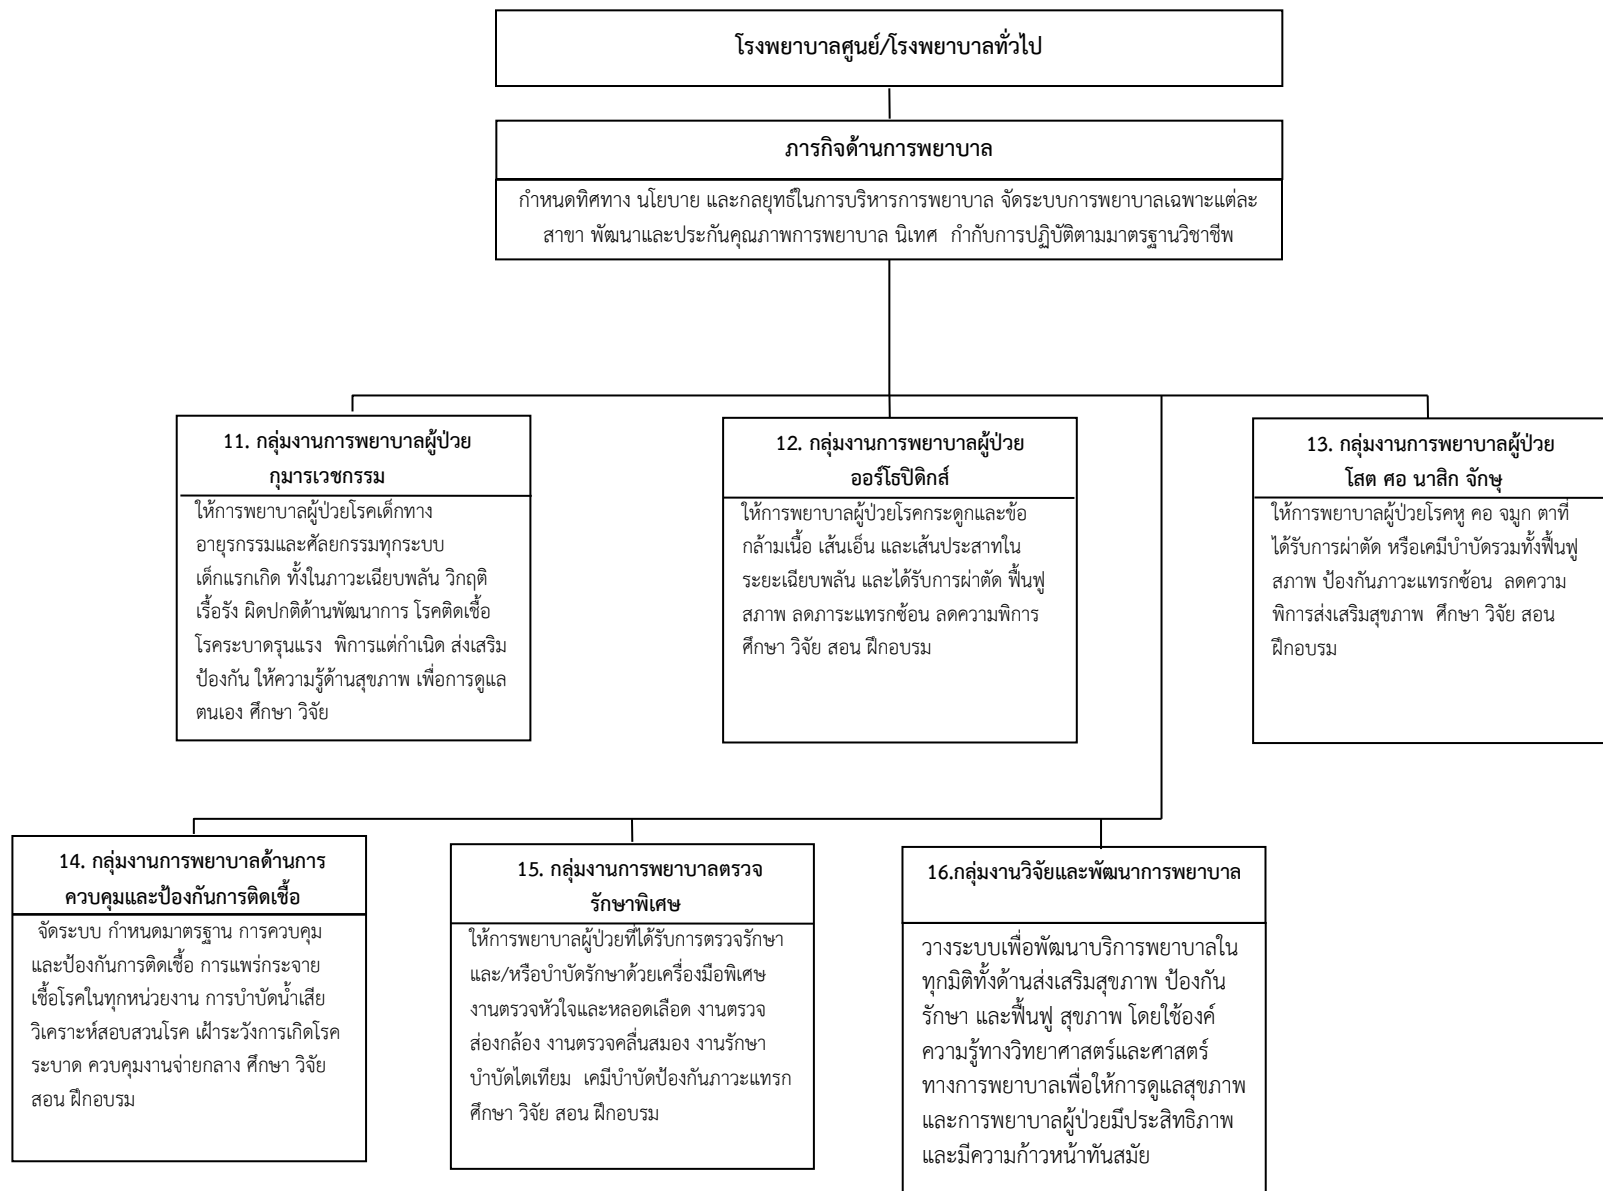 โรงพยาบาลศูนย์/โรงพยาบาลทั่วไป
ภารกิจด้านการพยาบาล
กำหนดทิศทาง นโยบาย และกลยุทธ์ในการบริหารการพยาบาล จัดระบบการพยาบาลเฉพาะแต่ละ
สาขา พัฒนาและประกันคุณภาพการพยาบาล นิเทศ กำกับการปฏิบัติตามมาตรฐานวิชาชีพ
11. กลุ่มงานการพยาบาลผู้ป่วย
กุมารเวชกรรม
ให้การพยาบาลผู้ป่วยโรคเด็กทาง
อายุรกรรมและศัลยกรรมทุกระบบ
เด็กแรกเกิด ทั้งในภาวะเฉียบพลัน วิกฤติ
เรื้อรัง ผิดปกติด้านพัฒนาการ โรคติดเชื้อ
โรคระบาดรุนแรง พิการแต่กำเนิด ส่งเสริม
ป้องกัน ให้ความรู้ด้านสุขภาพ เพื่อการดูแล
ตนเอง ศึกษา วิจัย
12. กลุ่มงานการพยาบาลผู้ป่วย
ออร์โธปิดิกส์
ให้การพยาบาลผู้ป่วยโรคกระดูกและข้อ
กล้ามเนื้อ เส้นเอ็น และเส้นประสาทใน
ระยะเฉียบพลัน และได้รับการผ่าตัด ฟื้นฟู
สภาพ ลดภาระแทรกซ้อน ลดความพิการ
ศึกษา วิจัย สอน ฝึกอบรม
13. กลุ่มงานการพยาบาลผู้ป่วย
โสต ศอ นาสิก จักษุ
ให้การพยาบาลผู้ป่วยโรคหู คอ จมูก ตาที่
ได้รับการผ่าตัด หรือเคมีบำบัดรวมทั้งฟื้นฟู
สภาพ ป้องกันภาวะแทรกซ้อน ลดความ
พิการส่งเสริมสุขภาพ ศึกษา วิจัย สอน
ฝึกอบรม
14. กลุ่มงานการพยาบาลด้านการ
ควบคุมและป้องกันการติดเชื้อ
จัดระบบ กำหนดมาตรฐาน การควบคุม
และป้องกันการติดเชื้อ การแพร่กระจาย
เชื้อโรคในทุกหน่วยงาน การบำบัดน้ำเสีย
วิเคราะห์สอบสวนโรค เฝ้าระวังการเกิดโรค
ระบาด ควบคุมงานจ่ายกลาง ศึกษา วิจัย
สอน ฝึกอบรม
15. กลุ่มงานการพยาบาลตรวจ
รักษาพิเศษ
ให้การพยาบาลผู้ป่วยที่ได้รับการตรวจรักษา
และ/หรือบำบัดรักษาด้วยเครื่องมือพิเศษ
งานตรวจหัวใจและหลอดเลือด งานตรวจ
ส่องกล้อง งานตรวจคลื่นสมอง งานรักษา
บำบัดไตเทียม เคมีบำบัดป้องกันภาวะแทรก
ศึกษา วิจัย สอน ฝึกอบรม
16.กลุ่มงานวิจัยและพัฒนาการพยาบาล
วางระบบเพื่อพัฒนาบริการพยาบาลใน
ทุกมิติทั้งด้านส่งเสริมสุขภาพ ป้องกัน
รักษา และฟื้นฟู สุขภาพ โดยใช้องค์
ความรู้ทางวิทยาศาสตร์และศาสตร์
ทางการพยาบาลเพื่อให้การดูแลสุขภาพ
และการพยาบาลผู้ป่วยมีประสิทธิภาพ
และมีความก้าวหน้าทันสมัย